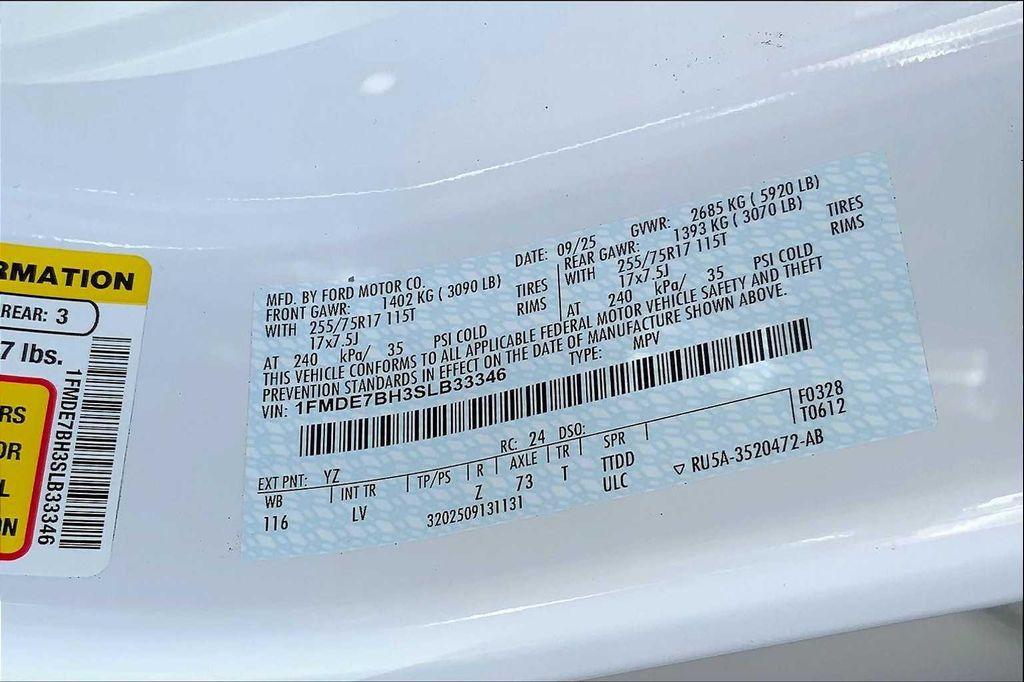 RMATION
REAR: 3
7 lbs.
RS
OR
L
N
1FMDE7BH3SLB33346
MFD. BY FORD MOTOR CO.
DATE: 09/25 GVWR: 2685 KG ( 5920 LB)
FRONT GAWR: 1402 KG ( 3090 LB)
WITH 255/75R17 115T TIRES
17x7.5J RIMS
AT 240 kPa/ 35 PSI COLD
REAR GAWR: 1393 KG ( 3070 LB)
WITH 255/75R17 115T TIRES
17x7.5J RIMS
AT 240 kPa/ 35 PSI COLD
THIS VEHICLE CONFORMS TO ALL APPLICABLE FEDERAL MOTOR VEHICLE SAFETY AND THEFT
PREVENTION STANDARDS IN EFFECT ON THE DATE OF MANUFACTURE SHOWN ABOVE.
VIN: 1FMDE7BH3SLB33346 TYPE: MPV
EXT PNT: YZ RC: 24 DSO: F0328
WB INT TR TP/PS R AXLE TR SPR T0612
116 LV Z 73 T TTDD
3202509131131 ULC ▽ RU5A-3520472-AB